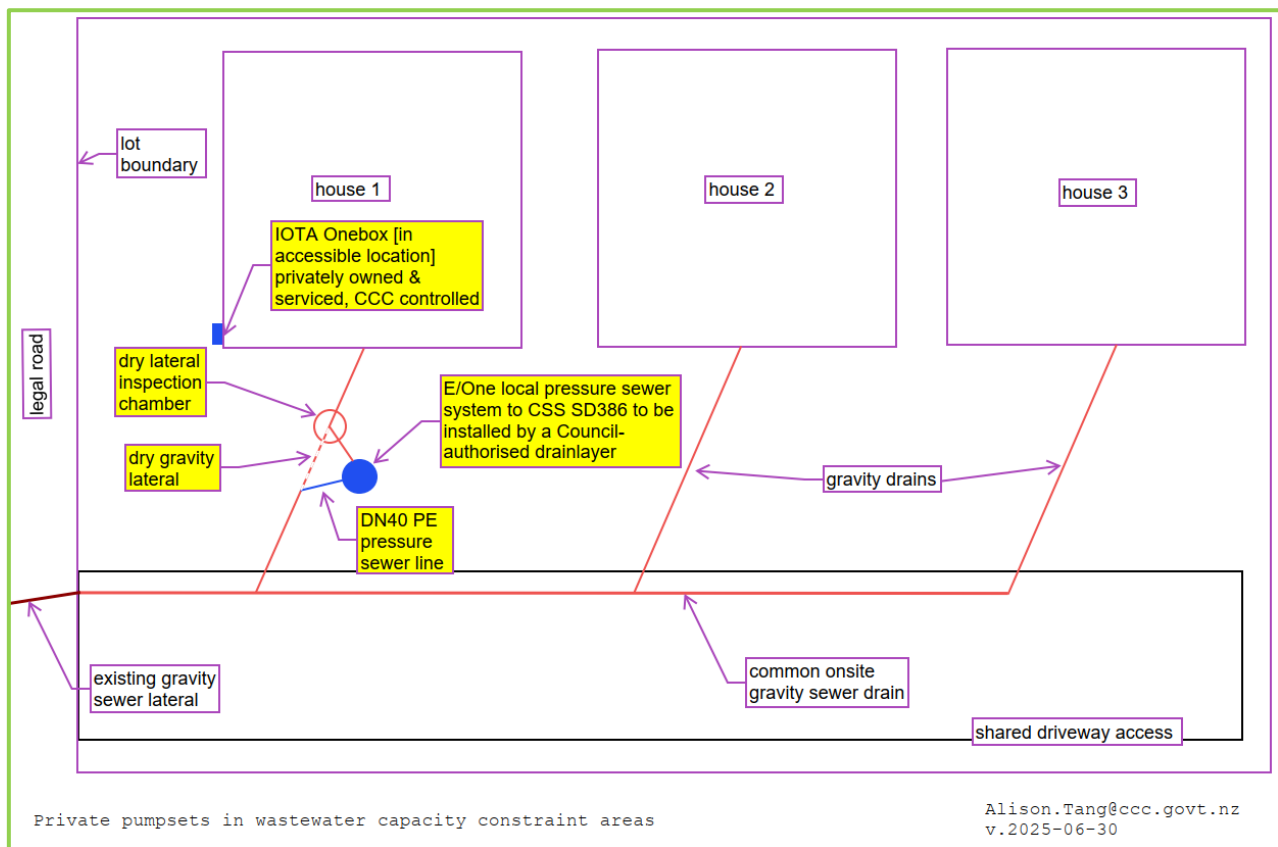 lot
boundary
house 1
house 2
house 3
IOTA Onebox [in
accessible location]
privately owned &
serviced, CCC controlled
legal road
dry lateral
inspection
chamber
E/One local pressure sewer
system to CSS SD386 to be
installed by a Council-
authorised drainlayer
dry gravity
lateral
gravity drains
DN40 PE
pressure
sewer line
existing gravity
sewer lateral
common onsite
gravity sewer drain
shared driveway access
Private pumpsets in wastewater capacity constraint areas
Alison.Tang@ccc.govt.nz
v.2025-06-30